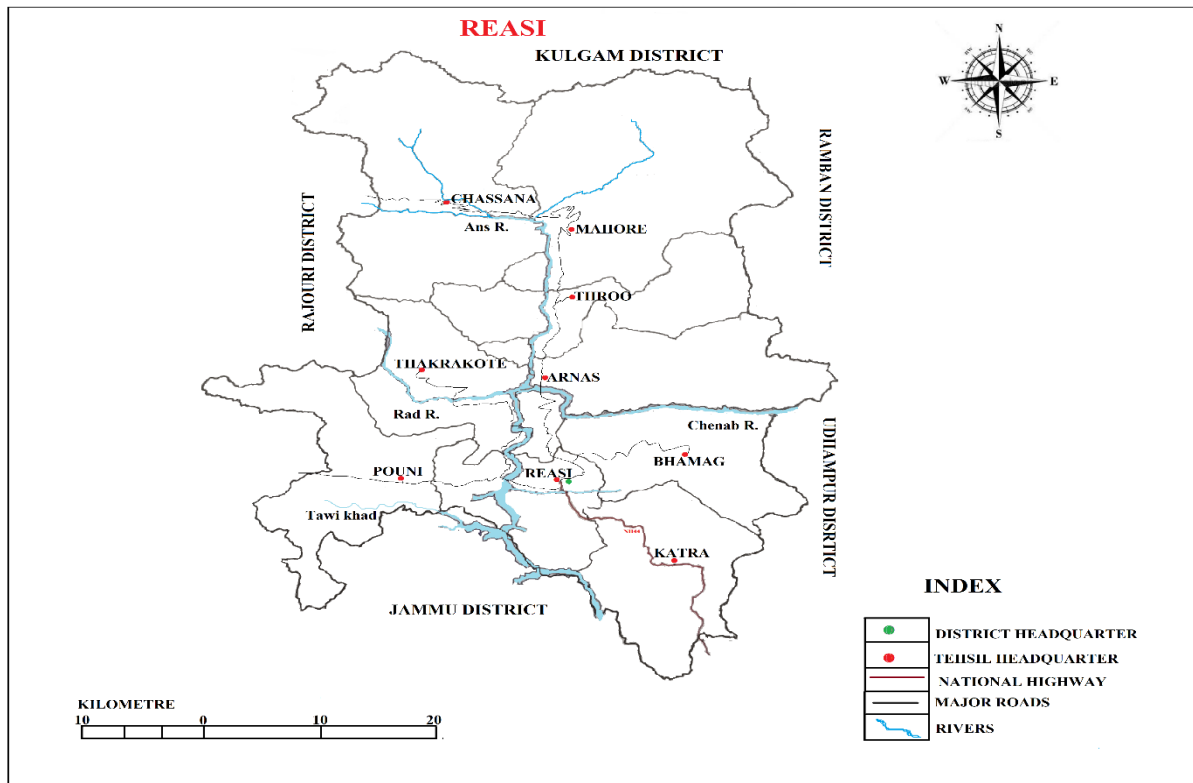 REASI
KULGAM DISTRICT
N
W
E
S
RAMBAN DISTRICT
RAJOURI DISTRICT
CHASSANA
Ans R.
MAHORE
THROO
THAKRAKOTE
ARNAS
Rad R.
Chenab R.
UDHAMPUR DISRTICT
BHAMAG
POUNI
REASI
Tawi khad
KATRA
JAMMU DISTRICT
INDEX
DISTRICT HEADQUARTER
TEHSIL HEADQUARTER
NATIONAL HIGHWAY
MAJOR ROADS
RIVERS
KILOMETRE
10 0 10 20